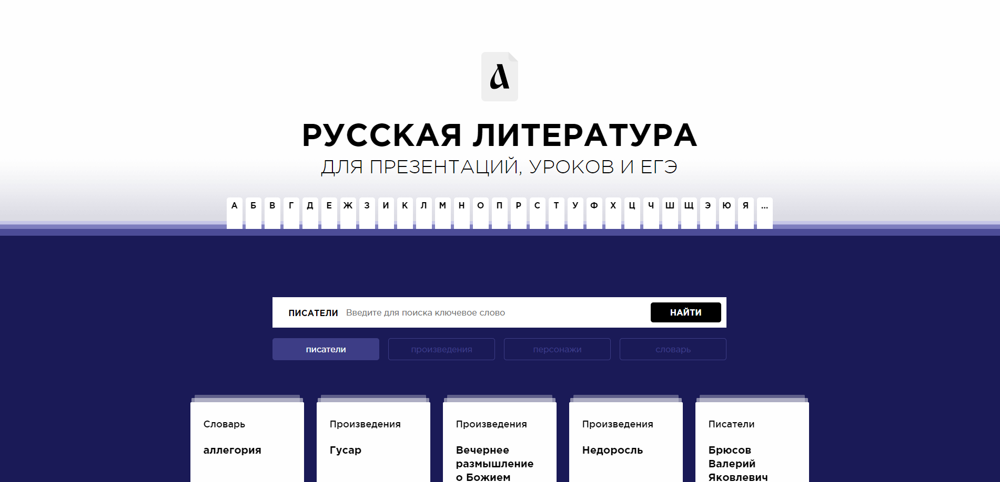 А
РУССКАЯ ЛИТЕРАТУРА
ДЛЯ ПРЕЗЕНТАЦИЙ, УРОКОВ И ЕГЭ
А Б В Г Д Е Ж З И К Л М Н О П Р С Т У Ф Х Ц Ч Ш Щ Э Ю Я ...
ПИСАТЕЛИ Введите для поиска ключевое слово НАЙТИ
писатели произведения персонажи словарь
Словарь
аллегория
Произведения
Гусар
Произведения
Вечернее
размышление
о Божием
Произведения
Недоросль
Писатели
Брюсов
Валерий
Яковлевич